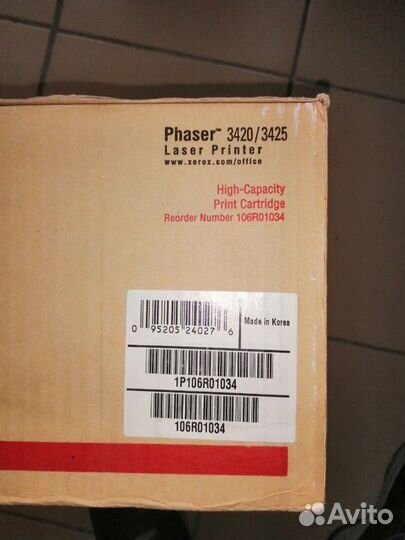 Phaser™ 3420/3425
Laser Printer
www.xerox.com/office
High-Capacity
Print Cartridge
Reorder Number 106R01034
0 95205 24027 6
Made in Korea
1P106R01034
106R01034
Avito